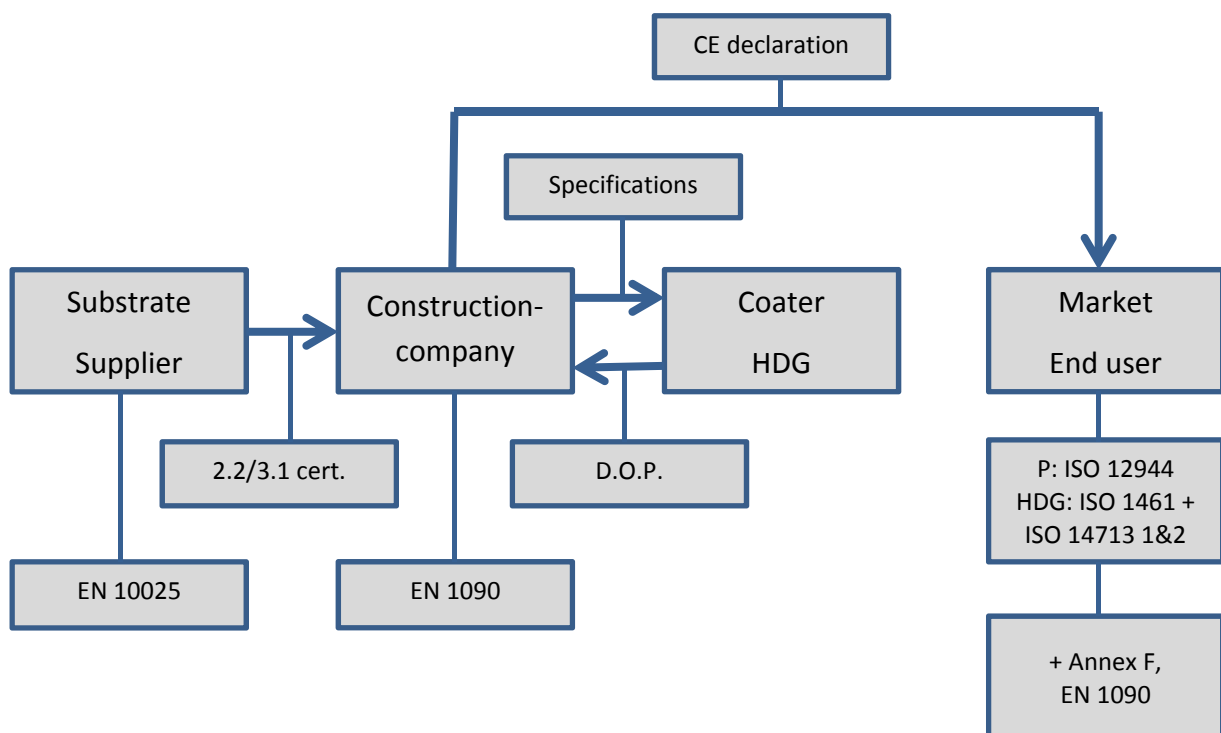 CE declaration
Specifications
Substrate
Supplier
Construction-
company
Coater
HDG
Market
End user
2.2/3.1 cert.
D.O.P.
P: ISO 12944
HDG: ISO 1461 +
ISO 14713 1&2
EN 10025
EN 1090
+ Annex F,
EN 1090